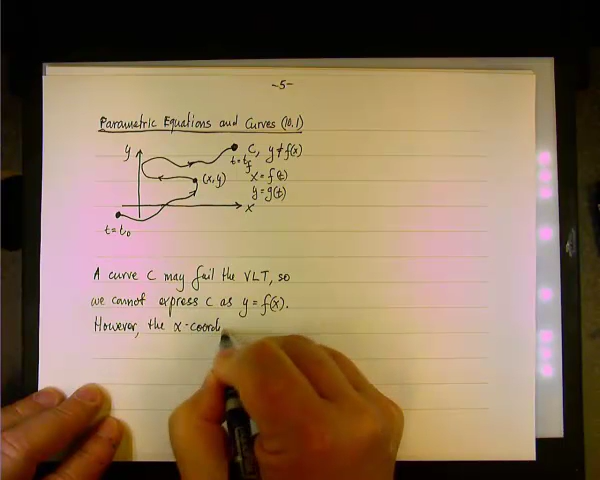 -5-
Parametric Equations and Curves (10.1)
y
C, y≠f(x)
t=t_f
(x,y)
x=f(t)
y=g(t)
x
t=t₀
A curve C may fail the VLT, so
we cannot express C as y=f(x).
However, the x-coord